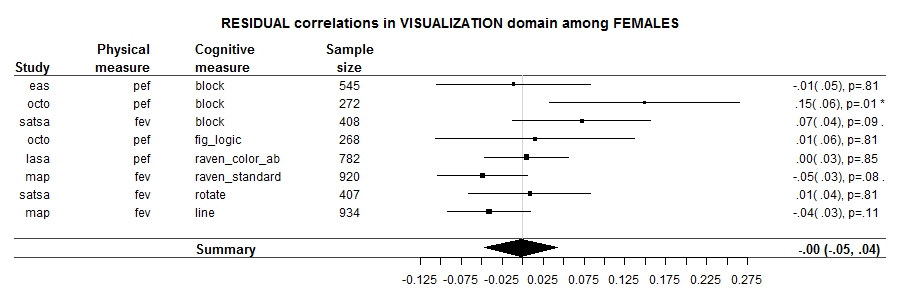 RESIDUAL correlations in VISUALIZATION domain among FEMALES
Physical Cognitive Sample
Study measure measure size
eas pef block 545 -.01( .05), p=.81
octo pef block 272 .15( .06), p=.01 *
satsa fev block 408 .07( .04), p=.09 .
octo pef fig_logic 268 .01( .06), p=.81
lasa pef raven_color_ab 782 .00( .03), p=.85
map fev raven_standard 920 -.05( .03), p=.08 .
satsa fev rotate 407 .01( .04), p=.81
map fev line 934 -.04( .03), p=.11
Summary -.00 (-.05, .04)
-0.125 -0.075 -0.025 0.025 0.075 0.125 0.175 0.225 0.275